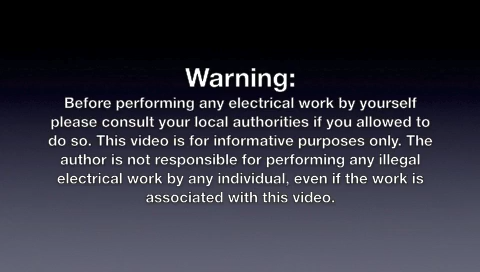 Warning:
Before performing any electrical work by yourself
please consult your local authorities if you allowed to
do so. This video is for informative purposes only. The
author is not responsible for performing any illegal
electrical work by any individual, even if the work is
associated with this video.